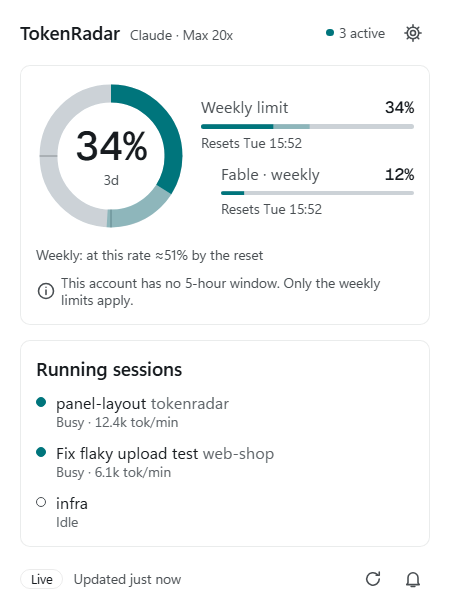 TokenRadar Claude · Max 20x 3 active
34%
3d
Weekly limit 34%
Resets Tue 15:52
Fable · weekly 12%
Resets Tue 15:52
Weekly: at this rate ≈51% by the reset
This account has no 5-hour window. Only the weekly
limits apply.
Running sessions
panel-layout tokenradar
Busy · 12.4k tok/min
Fix flaky upload test web-shop
Busy · 6.1k tok/min
infra
Idle
Live Updated just now